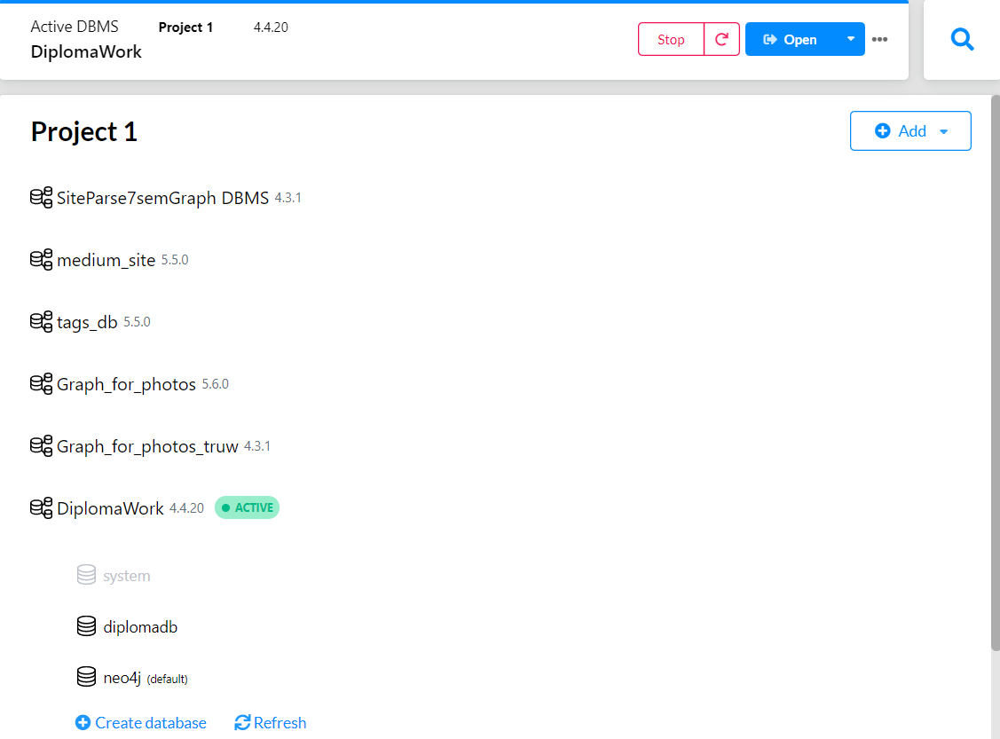 Active DBMS Project 1 4.4.20
DiplomaWork
Stop Open
Project 1
Add
SiteParse7semGraph DBMS 4.3.1
medium_site 5.5.0
tags_db 5.5.0
Graph_for_photos 5.6.0
Graph_for_photos_truw 4.3.1
DiplomaWork 4.4.20 ACTIVE
system
diplomadb
neo4j (default)
Create database Refresh